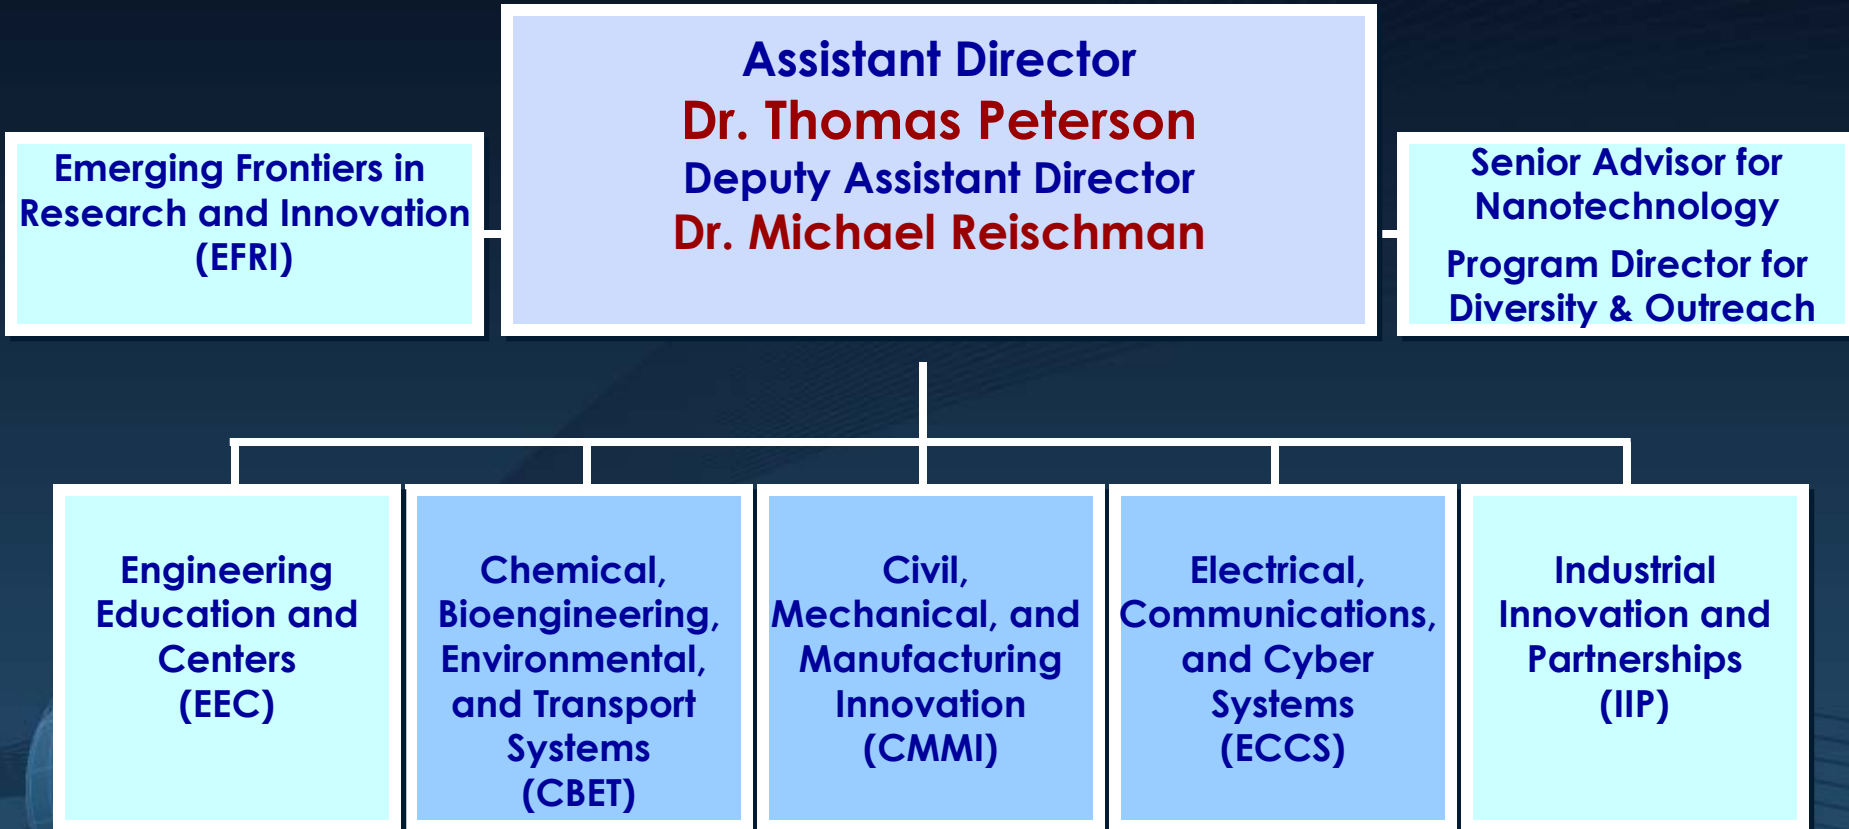 Assistant Director
Dr. Thomas Peterson
Deputy Assistant Director
Dr. Michael Reischman
Emerging Frontiers in
Research and Innovation
(EFRI)
Senior Advisor for
Nanotechnology
Program Director for
Diversity & Outreach
Engineering
Education and
Centers
(EEC)
Chemical,
Bioengineering,
Environmental,
and Transport
Systems
(CBET)
Civil,
Mechanical, and
Manufacturing
Innovation
(CMMI)
Electrical,
Communications,
and Cyber
Systems
(ECCS)
Industrial
Innovation and
Partnerships
(IIP)